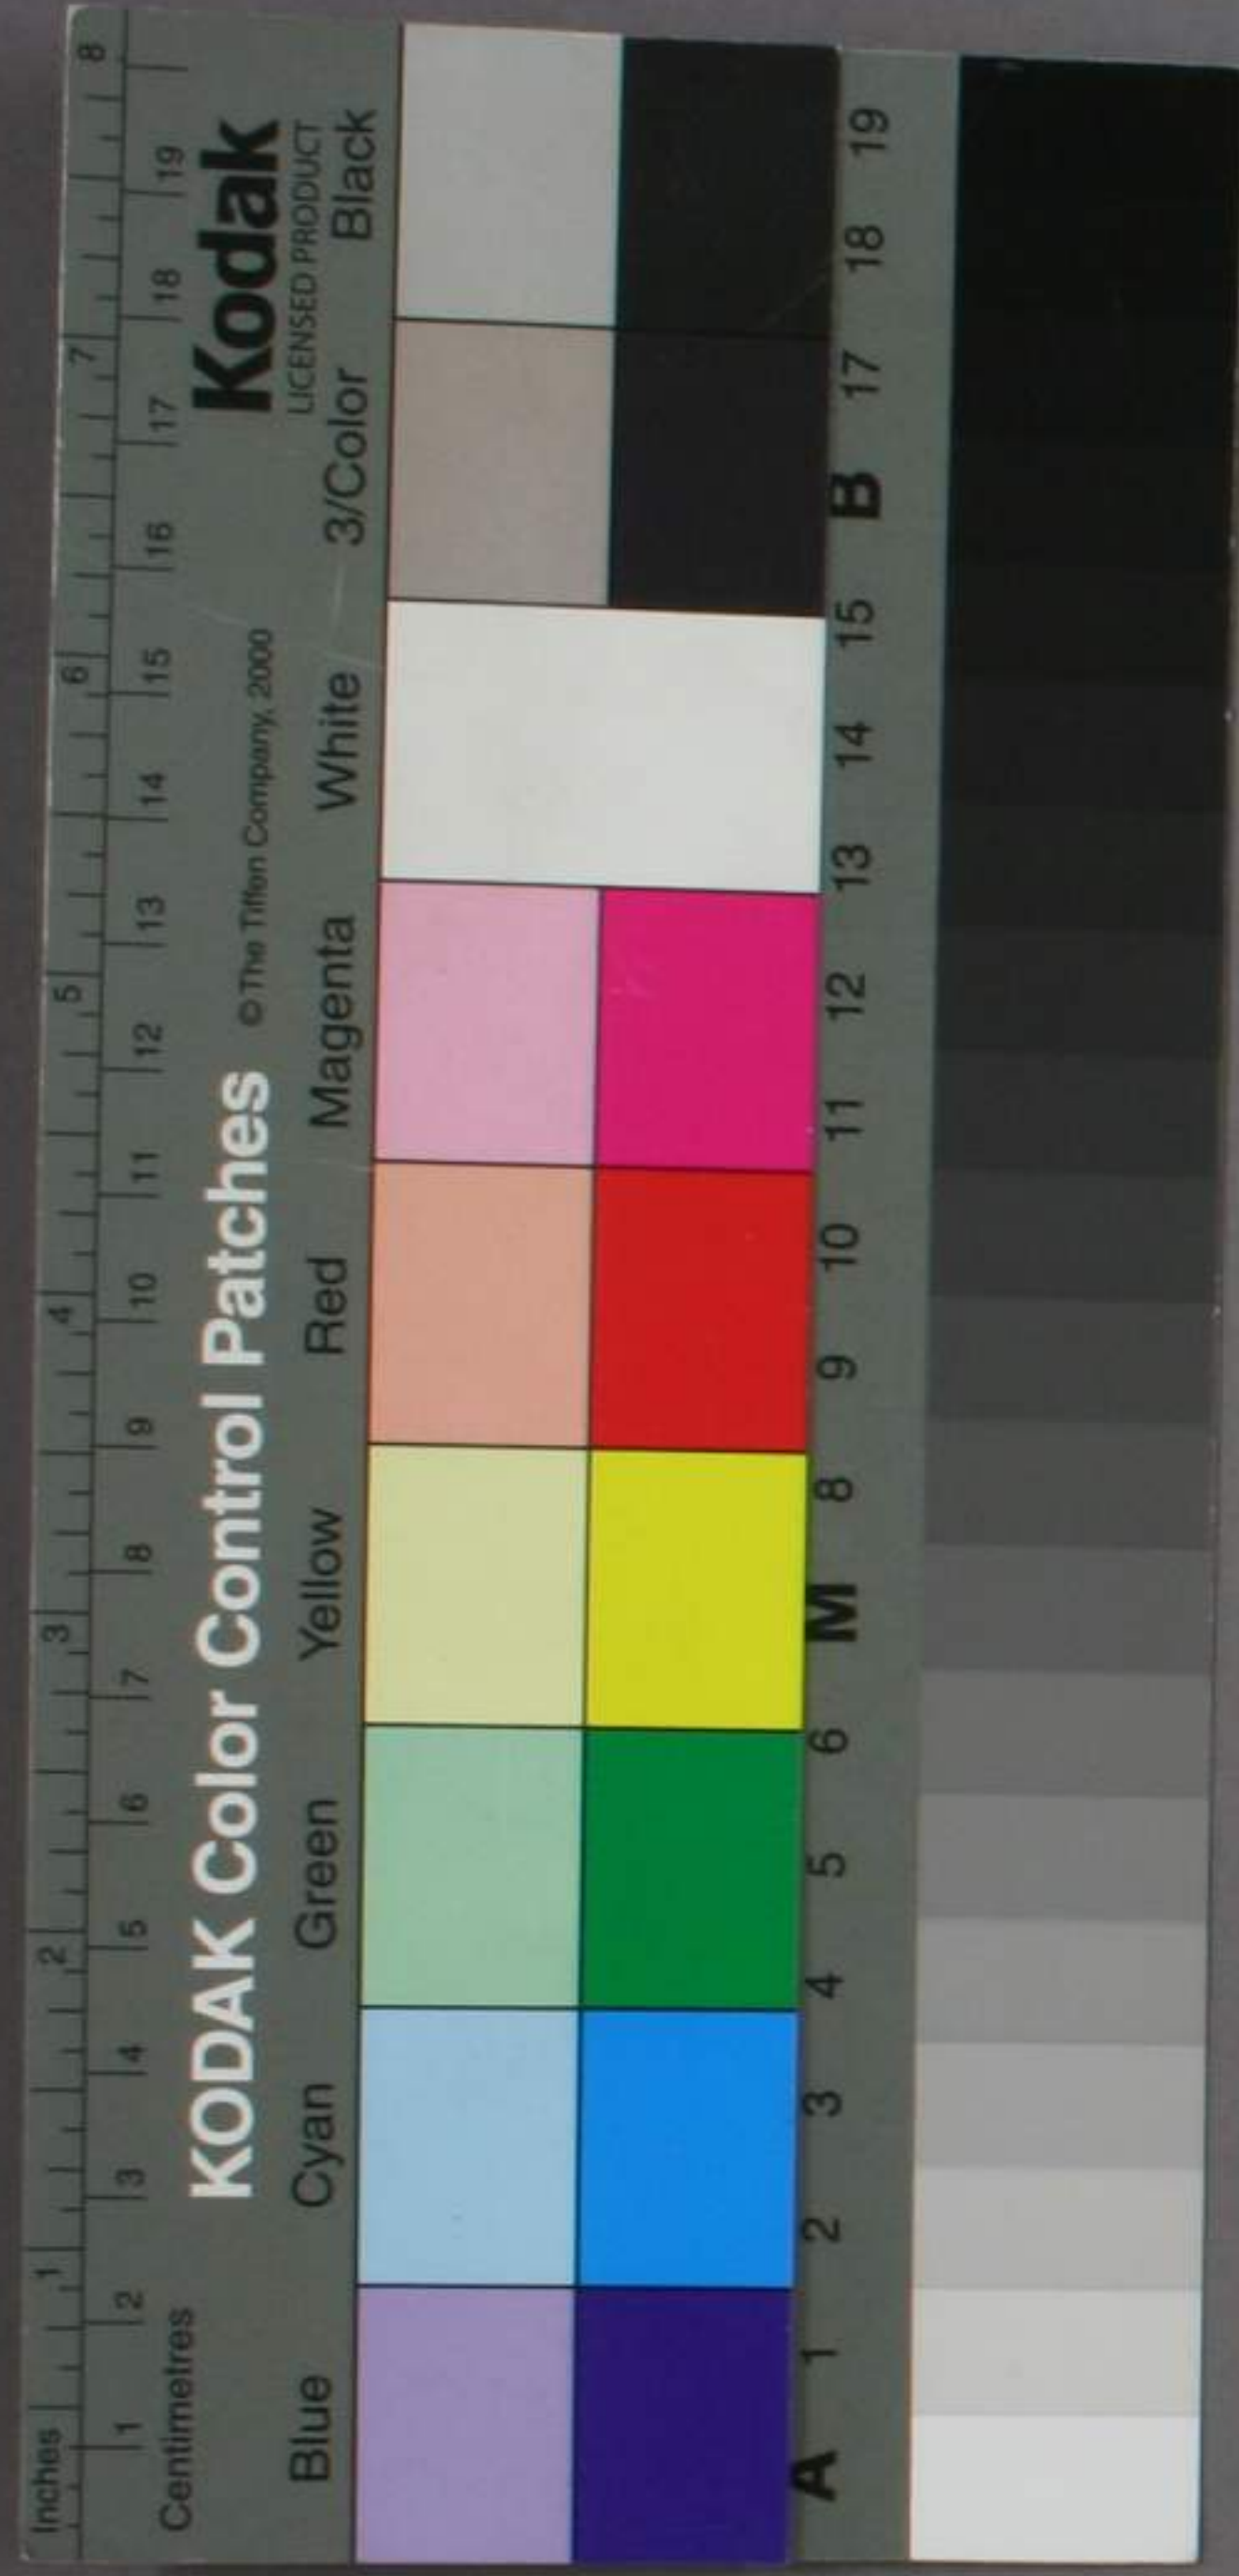 Inches 1 2 3 4 5 6 7 8
1 2 3 4 5 6 7 8 9 10 11 12 13 14 15 16 17 18 19
Centimetres
KODAK Color Control Patches © The Tiffen Company, 2000 Kodak
LICENSED PRODUCT
Blue Cyan Green Yellow Red Magenta White 3/Color Black
A 1 2 3 4 5 6 M 8 9 10 11 12 13 14 15 B 17 18 19